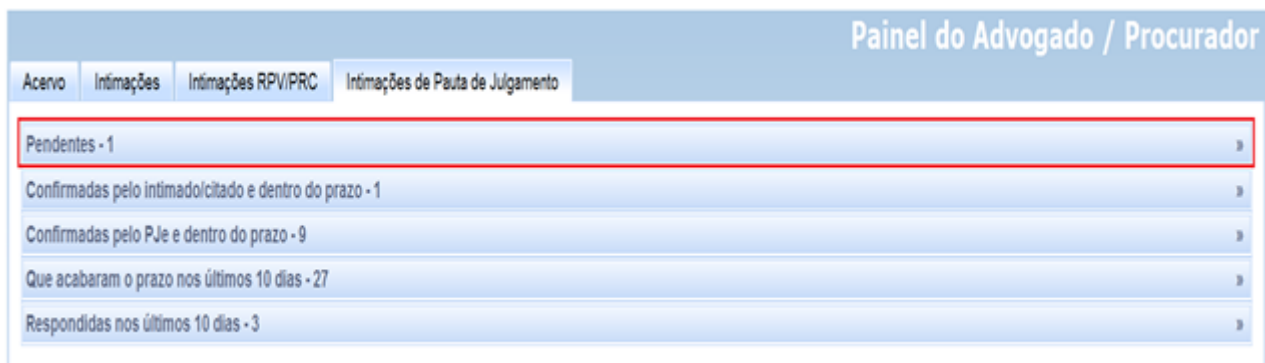 Painel do Advogado / Procurador
Acervo Intimações Intimações RPV/PRC Intimações de Pauta de Julgamento
Pendentes - 1 »
Confirmadas pelo intimado/citado e dentro do prazo - 1 »
Confirmadas pelo PJe e dentro do prazo - 9 »
Que acabaram o prazo nos últimos 10 dias - 27 »
Respondidas nos últimos 10 dias - 3 »